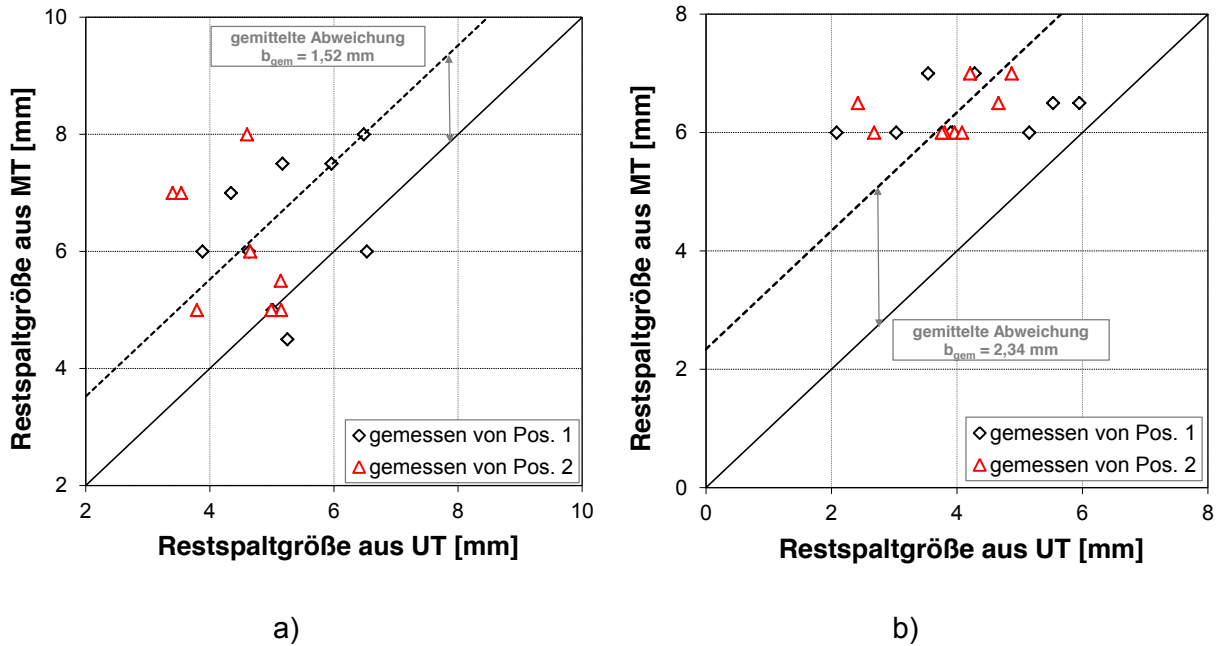 10
8
6
4
2
2
4
6
8
10
Restspaltgröße aus MT [mm]
Restspaltgröße aus UT [mm]
gemittelte Abweichung
b_gem = 1,52 mm
gemessen von Pos. 1
gemessen von Pos. 2
a)
8
6
4
2
0
0
2
4
6
8
Restspaltgröße aus MT [mm]
Restspaltgröße aus UT [mm]
gemittelte Abweichung
b_gem = 2,34 mm
gemessen von Pos. 1
gemessen von Pos. 2
b)